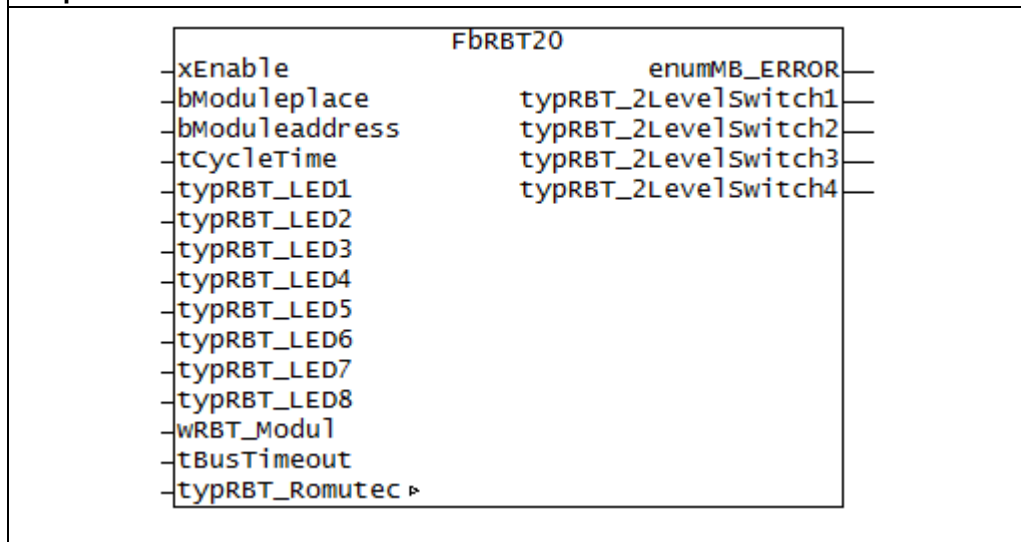 FbRBT20
xEnable enumMB_ERROR
bModuleplace typRBT_2LevelSwitch1
bModuleaddress typRBT_2LevelSwitch2
tCycleTime typRBT_2LevelSwitch3
typRBT_LED1 typRBT_2LevelSwitch4
typRBT_LED2
typRBT_LED3
typRBT_LED4
typRBT_LED5
typRBT_LED6
typRBT_LED7
typRBT_LED8
wRBT_Modul
tBusTimeout
typRBT_Romutec